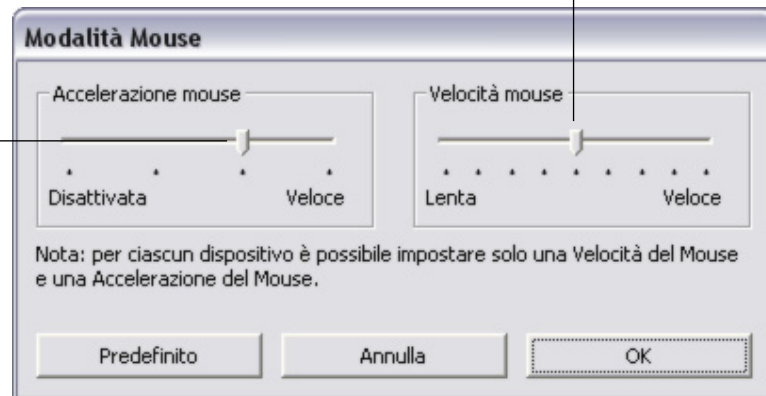 Modalità Mouse
Accelerazione mouse
Velocità mouse
Disattivata Veloce
Lenta Veloce
Nota: per ciascun dispositivo è possibile impostare solo una Velocità del Mouse
e una Accelerazione del Mouse.
Predefinito Annulla OK